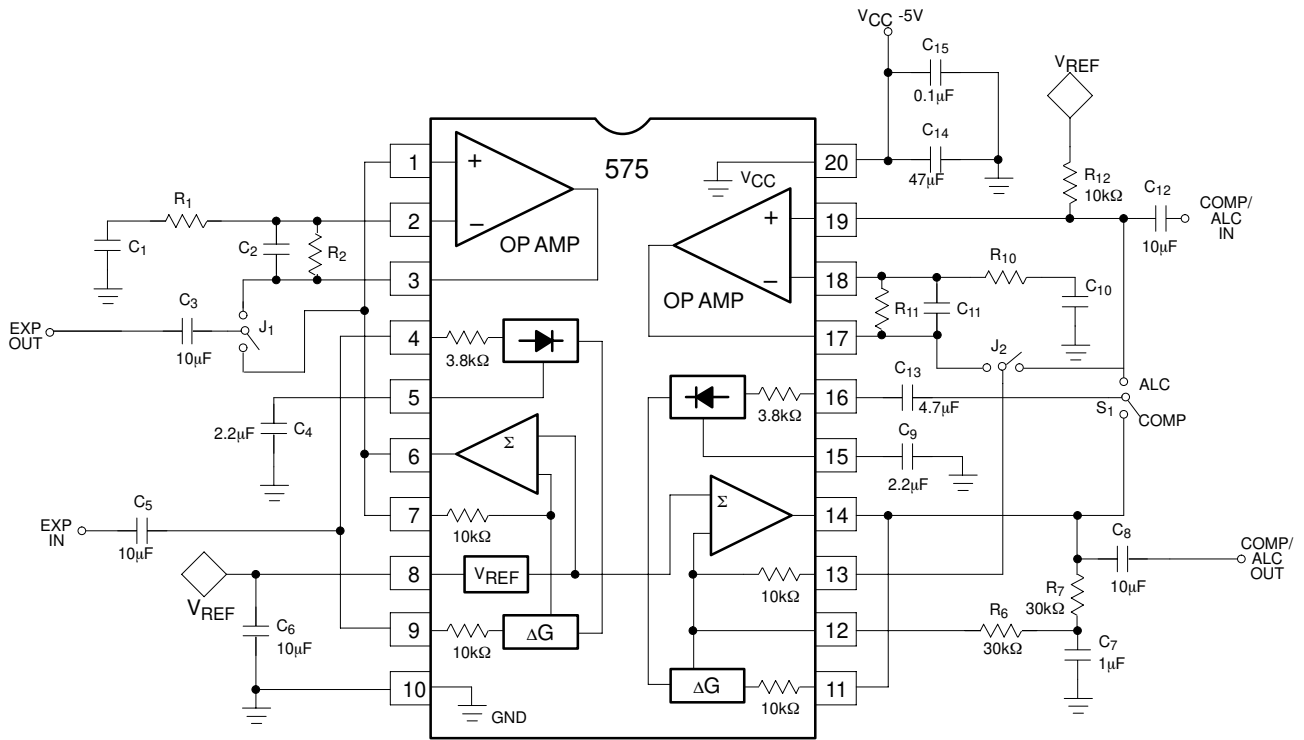 VCC -5V
C15
0.1µF
VREF
C14
47µF
575
1
+
20
VCC
R12
10kΩ
C12
10µF
COMP/
ALC
IN
R1
2
−
OP AMP
+
19
C1
C2
R2
3
−
OP AMP
18
R10
C10
R11
C11
C3
10µF
J1
EXP
OUT
4
3.8kΩ
17
J2
C13
4.7µF
ALC
S1
COMP
5
16
3.8kΩ
2.2µF
C4
Σ
6
15
C9
2.2µF
C5
10µF
EXP
IN
7
10kΩ
Σ
14
C8
10µF
COMP/
ALC
OUT
8
VREF
13
10kΩ
R7
30kΩ
VREF
C6
10µF
9
10kΩ
ΔG
12
R6
30kΩ
C7
1µF
10
GND
ΔG
10kΩ
11